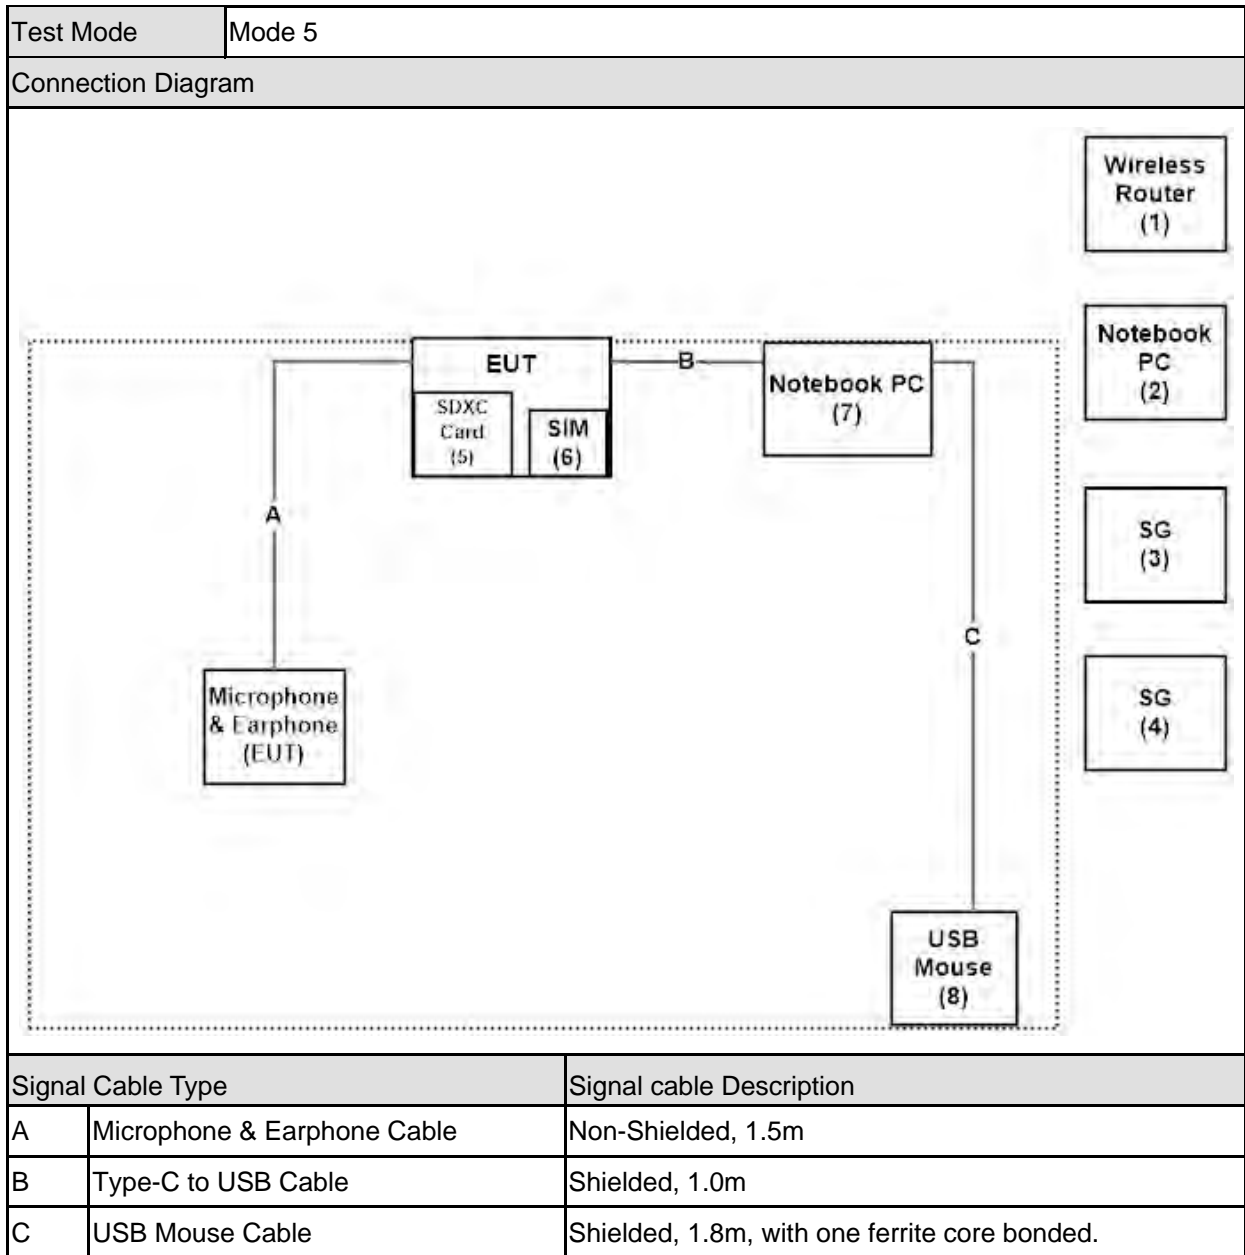 Test Mode
Mode 5
Connection Diagram
Wireless
Router
(1)
Notebook
PC
(2)
SG
(3)
SG
(4)
EUT
SDXC
Card
(5)
SIM
(6)
B
Notebook PC
(7)
A
C
Microphone
& Earphone
(EUT)
USB
Mouse
(8)
Signal Cable Type
Signal cable Description
A
Microphone & Earphone Cable
Non-Shielded, 1.5m
B
Type-C to USB Cable
Shielded, 1.0m
C
USB Mouse Cable
Shielded, 1.8m, with one ferrite core bonded.